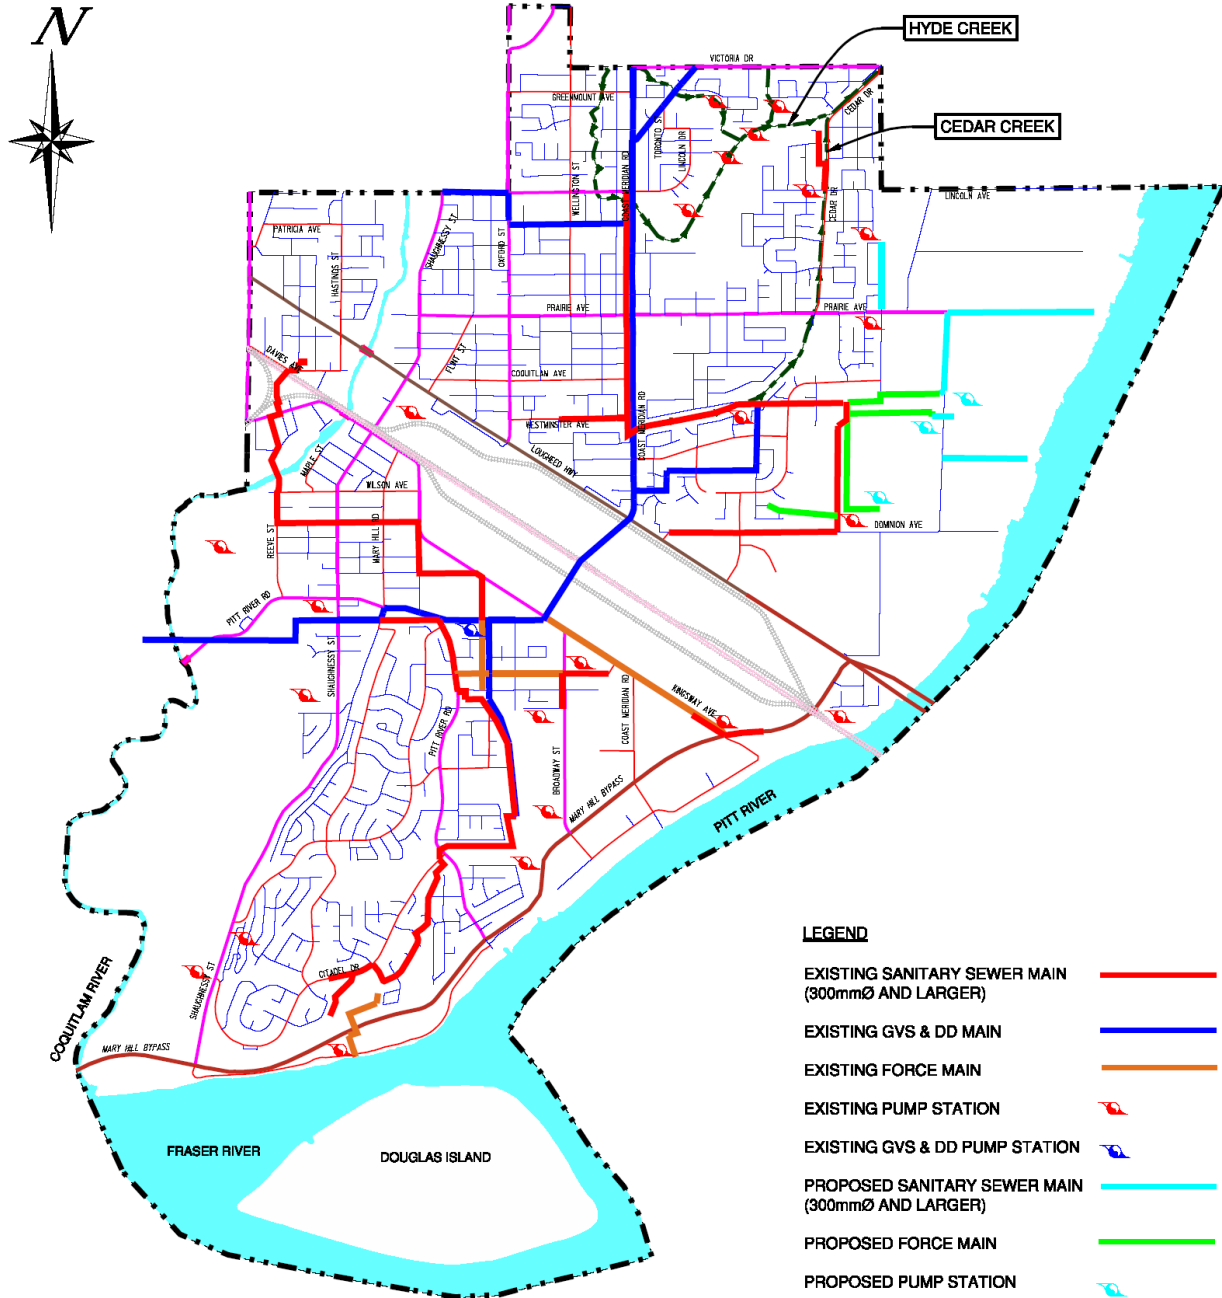 N
HYDE CREEK
CEDAR CREEK
VICTORIA DR
GREENMOUNT AVE
CEDAR DR
TORONTO ST
LINCOLN DR
WELLINGTON ST
COAST MERIDIAN RD
CEDAR DR
LINCOLN AVE
PATRICIA AVE
HASTINGS ST
SHAUGHNESSY ST
OXFORD ST
PRAIRIE AVE
PRAIRIE AVE
FLINT ST
DAVIES AVE
COQUITLAN AVE
WESTMINSTER AVE
COAST MERIDIAN RD
LOUGHEED HWY
MAPLE ST
WILSON AVE
REEVE ST
MARY HILL RD
DOMINION AVE
PITT RIVER RD
SHAUGHNESSY ST
PITT RIVER RD
KINGSWAY AVE
COAST MERIDIAN RD
BROADWAY ST
MARY HILL BYPASS
PITT RIVER
CITADEL DR
SHAUGHNESSY ST
COQUITLAM RIVER
MARY HILL BYPASS
FRASER RIVER
DOUGLAS ISLAND
LEGEND
EXISTING SANITARY SEWER MAIN
(300mmØ AND LARGER)
EXISTING GVS & DD MAIN
EXISTING FORCE MAIN
EXISTING PUMP STATION
EXISTING GVS & DD PUMP STATION
PROPOSED SANITARY SEWER MAIN
(300mmØ AND LARGER)
PROPOSED FORCE MAIN
PROPOSED PUMP STATION